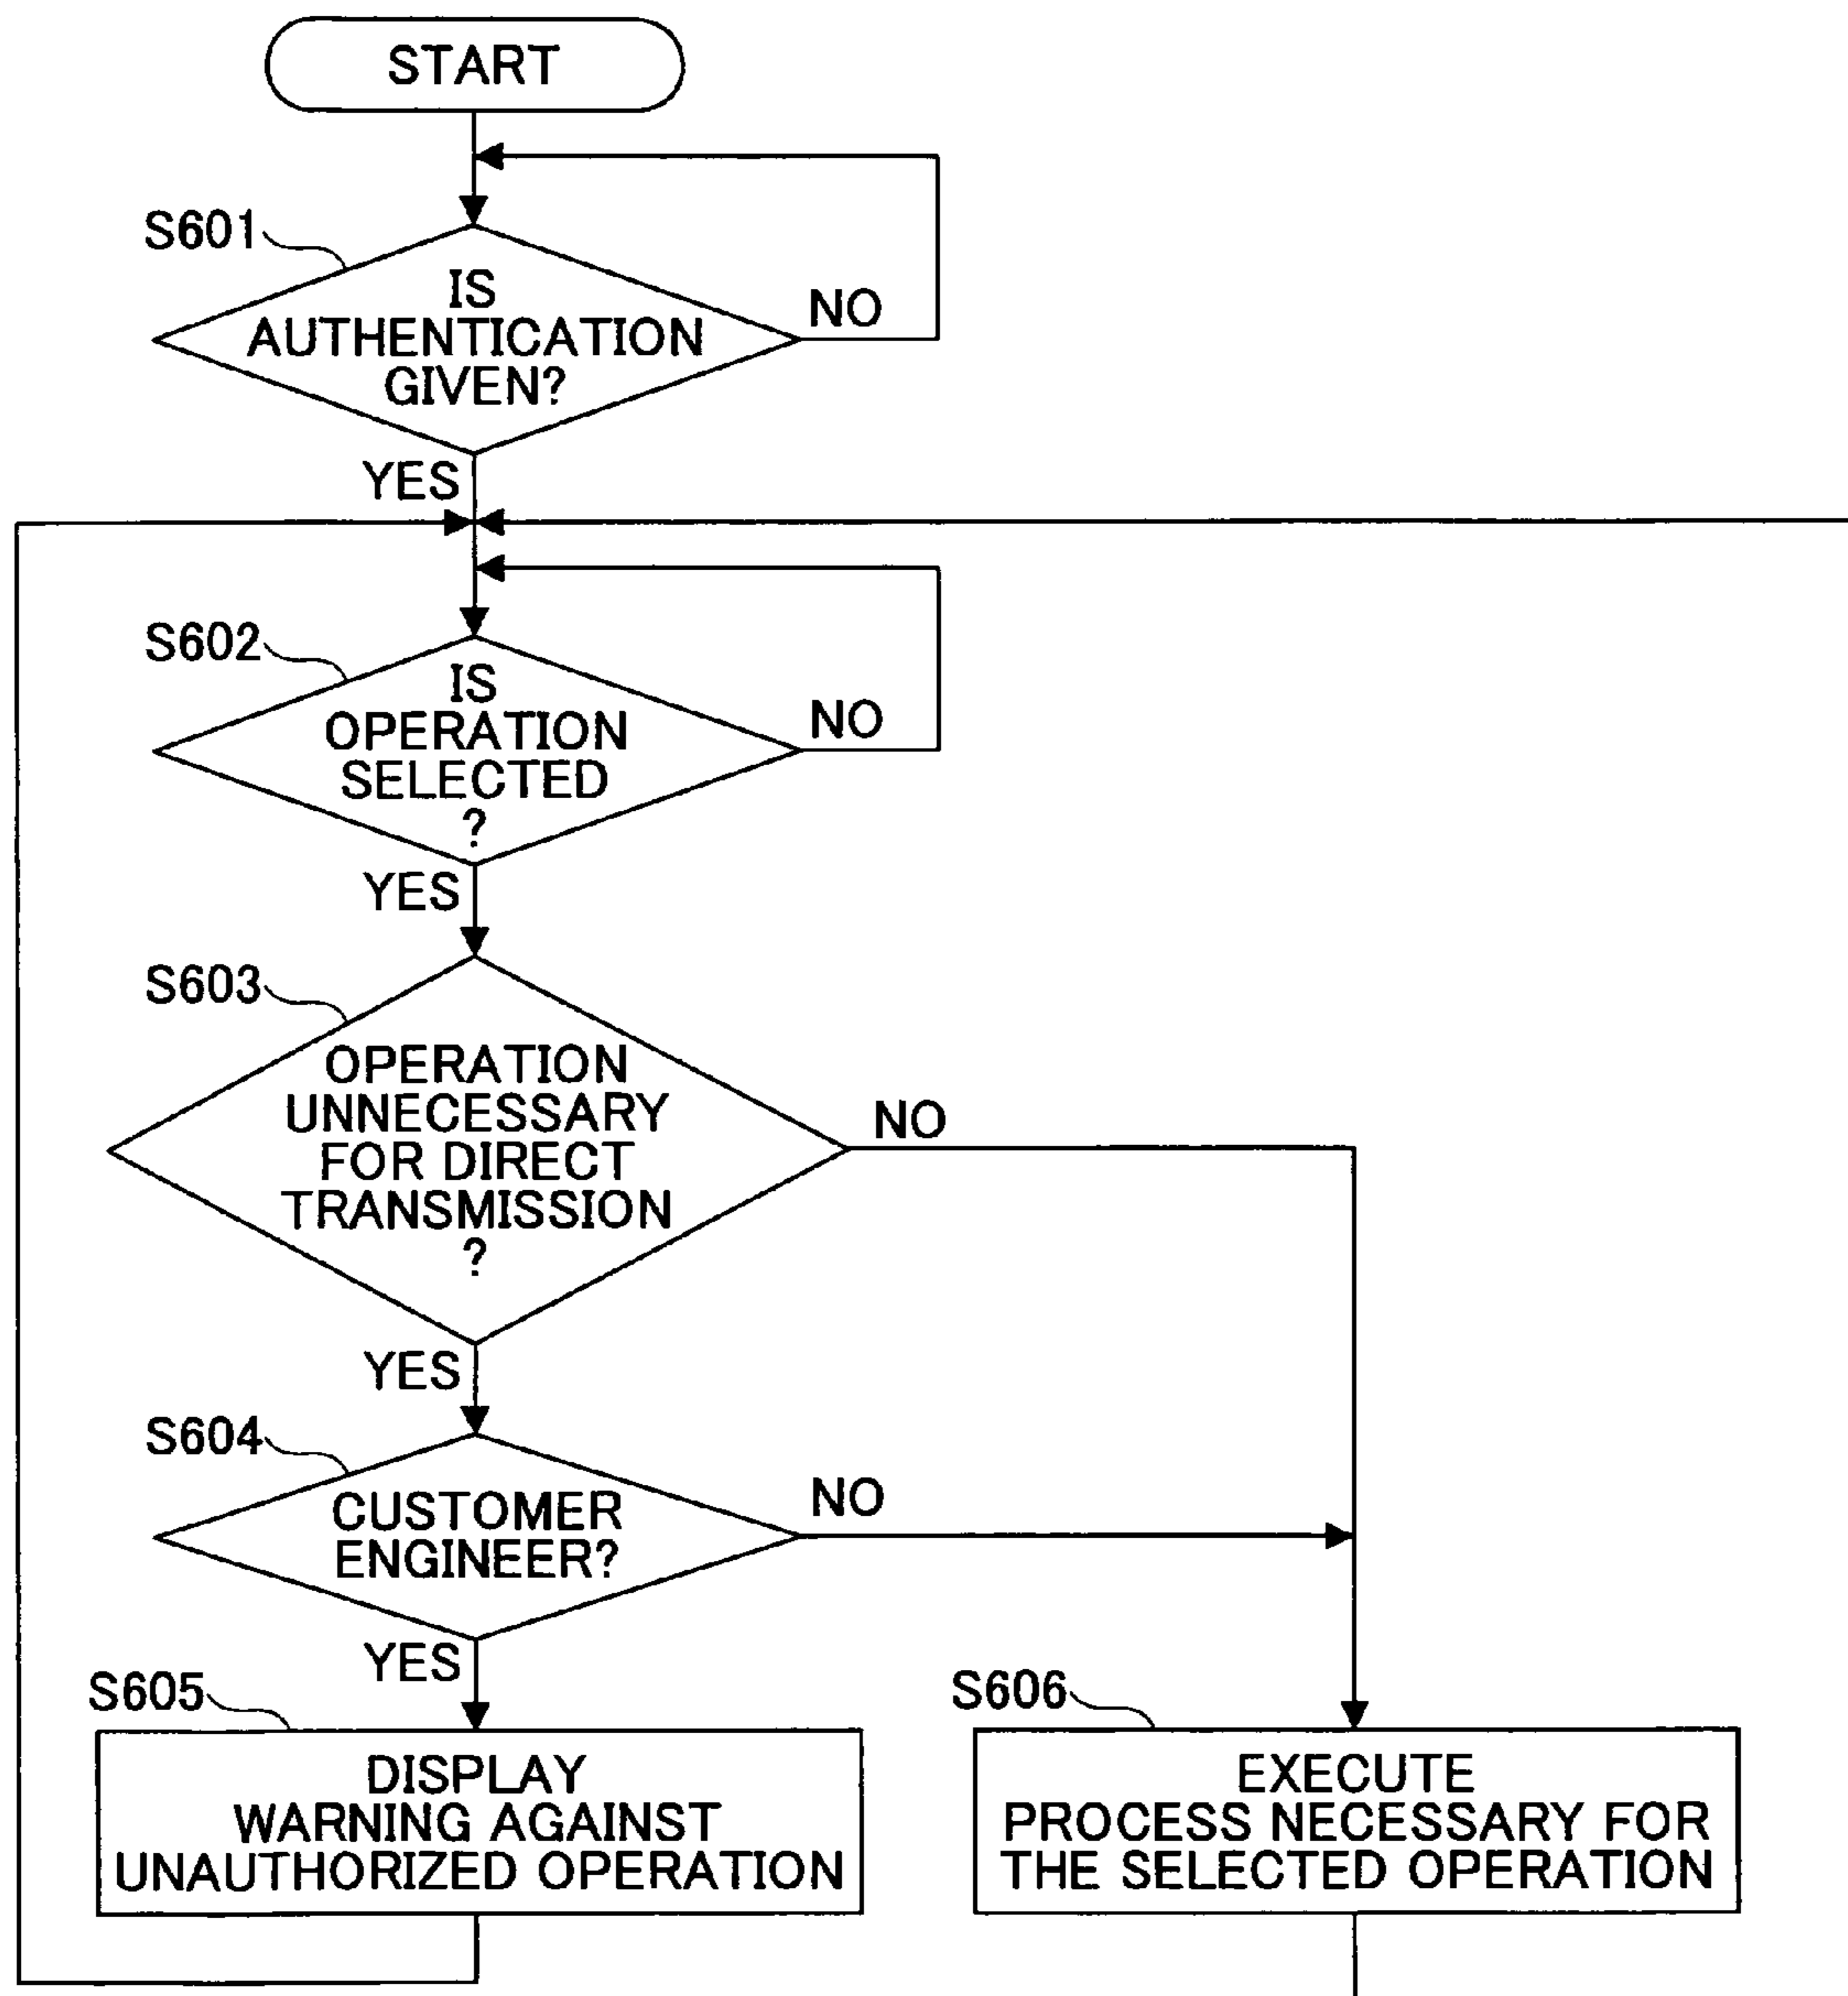 START
S601
IS
AUTHENTICATION
GIVEN?
NO
YES
S602
IS
OPERATION
SELECTED
?
NO
YES
S603
OPERATION
UNNECESSARY
FOR DIRECT
TRANSMISSION
?
NO
YES
S604
CUSTOMER
ENGINEER?
NO
YES
S605
DISPLAY
WARNING AGAINST
UNAUTHORIZED OPERATION
S606
EXECUTE
PROCESS NECESSARY FOR
THE SELECTED OPERATION